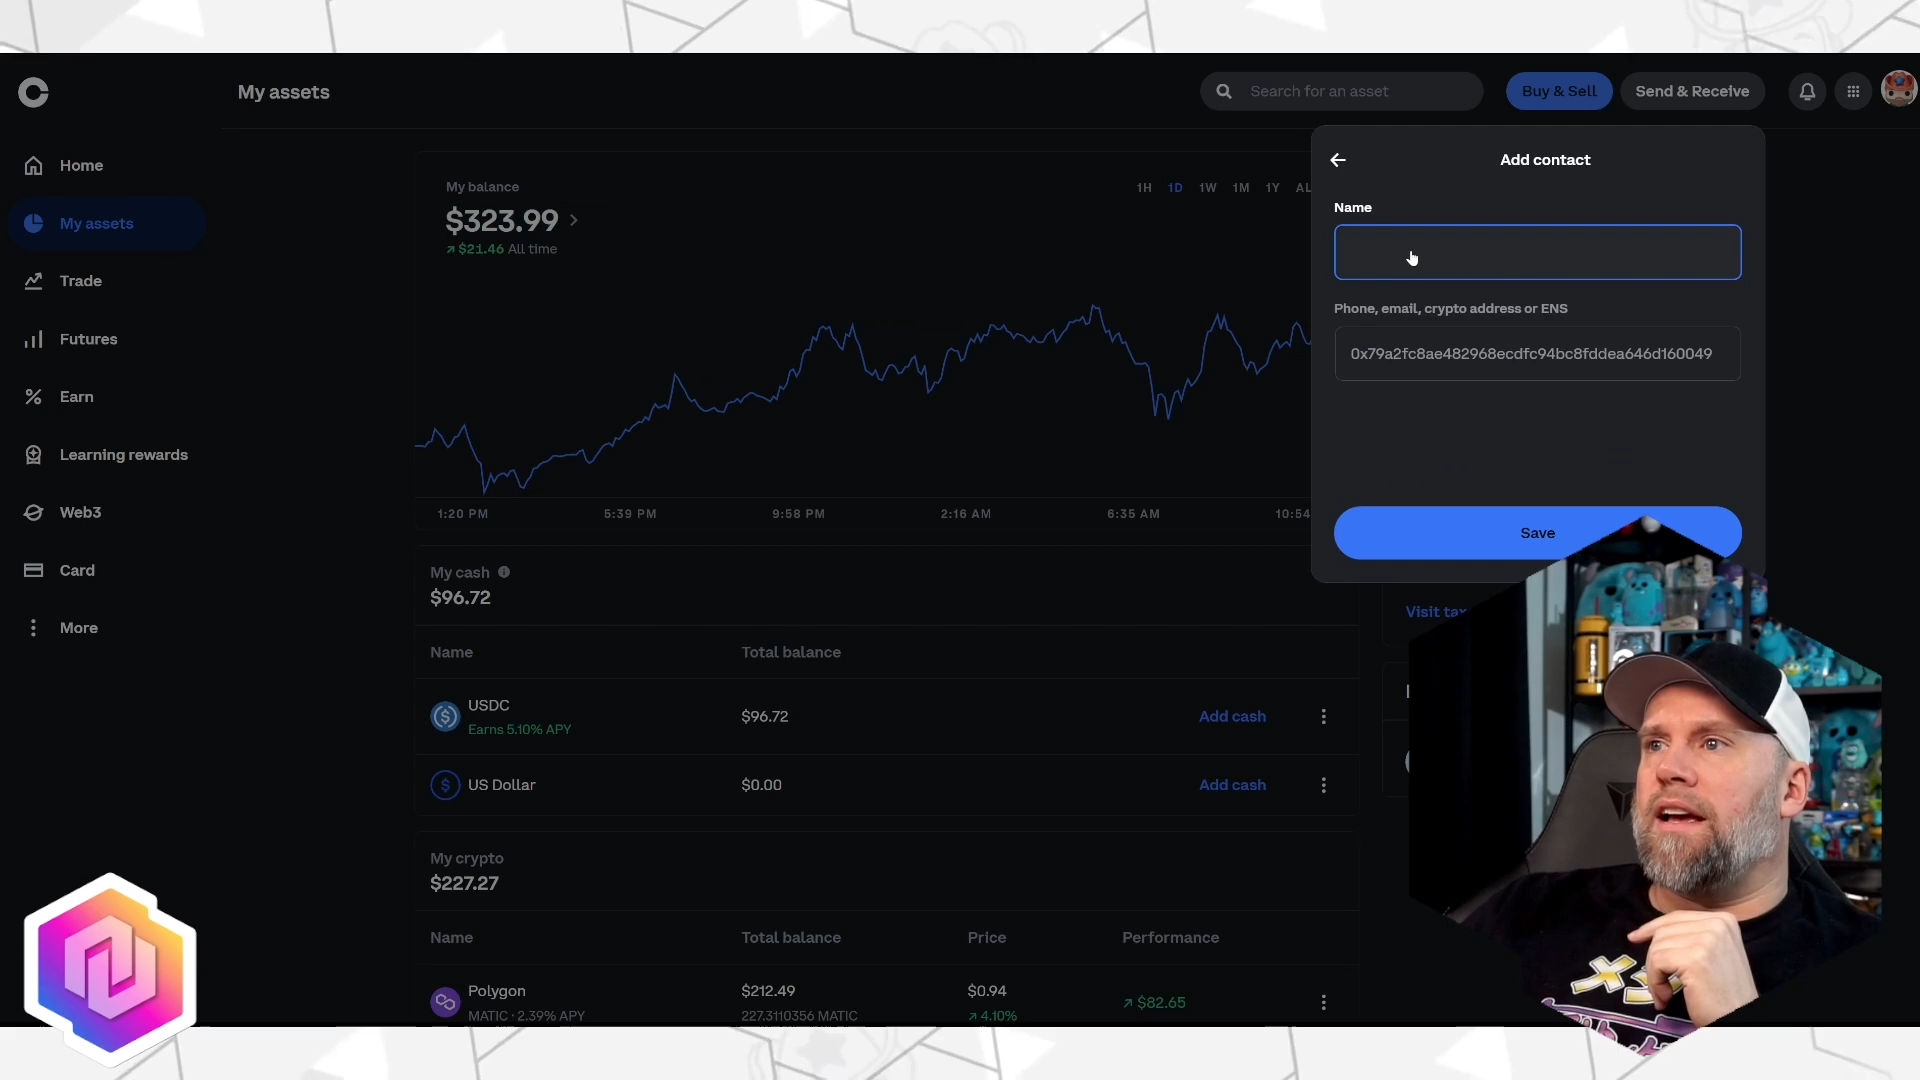 My assets
Search for an asset
Buy & Sell
Send & Receive
Home
My assets
Trade
Futures
Earn
Learning rewards
Web3
Card
More
My balance
$323.99
$21.46 All time
1H 1D 1W 1M 1Y AL
1:20 PM 5:39 PM 9:58 PM 2:16 AM 6:35 AM 10:54
Add contact
Name
Phone, email, crypto address or ENS
0x79a2fc8ae482968ecdfc94bc8fddea646d160049
Save
Visit tax
My cash
$96.72
Name Total balance
USDC $96.72 Add cash
Earns 5.10% APY
US Dollar $0.00 Add cash
My crypto
$227.27
Name Total balance Price Performance
Polygon $212.49 $0.94 $82.65
MATIC · 2.39% APY 227.3110356 MATIC 4.10%